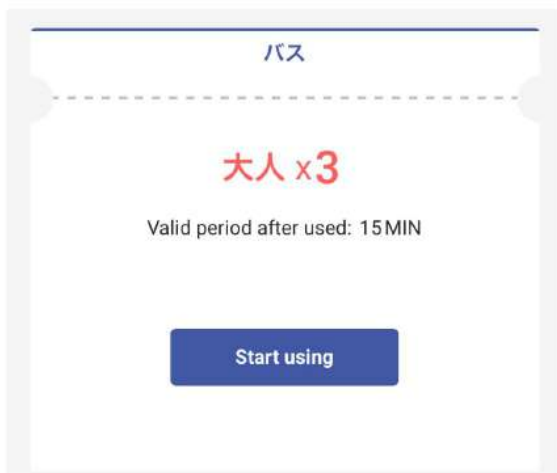 バス
大人 x3
Valid period after used: 15MIN
Start using